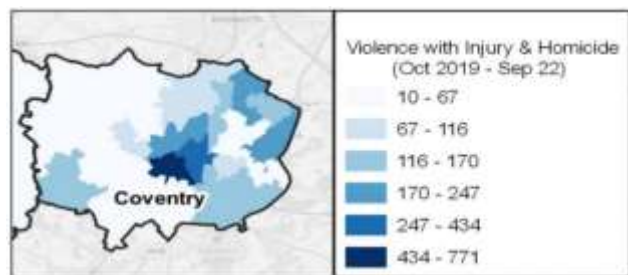 Coventry
Violence with Injury & Homicide
(Oct 2019 - Sep 22)
10 - 67
67 - 116
116 - 170
170 - 247
247 - 434
434 - 771